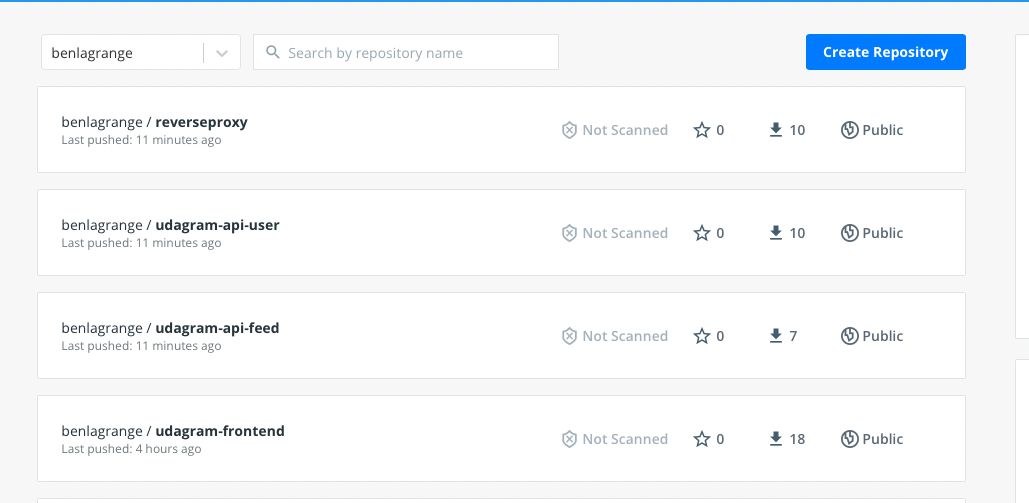 benlagrange
Search by repository name
Create Repository
benlagrange / reverseproxy
Last pushed: 11 minutes ago
Not Scanned
0
10
Public
benlagrange / udagram-api-user
Last pushed: 11 minutes ago
Not Scanned
0
10
Public
benlagrange / udagram-api-feed
Last pushed: 11 minutes ago
Not Scanned
0
7
Public
benlagrange / udagram-frontend
Last pushed: 4 hours ago
Not Scanned
0
18
Public